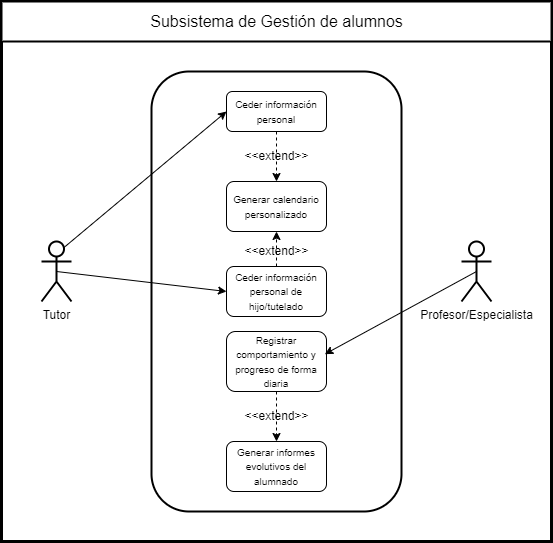 Subsistema de Gestión de alumnos
Ceder información
personal
<<extend>>
Generar calendario
personalizado
<<extend>>
Ceder información
personal de
hijo/tutelado
Tutor
Profesor/Especialista
Registrar
comportamiento y
progreso de forma
diaria
<<extend>>
Generar informes
evolutivos del
alumnado